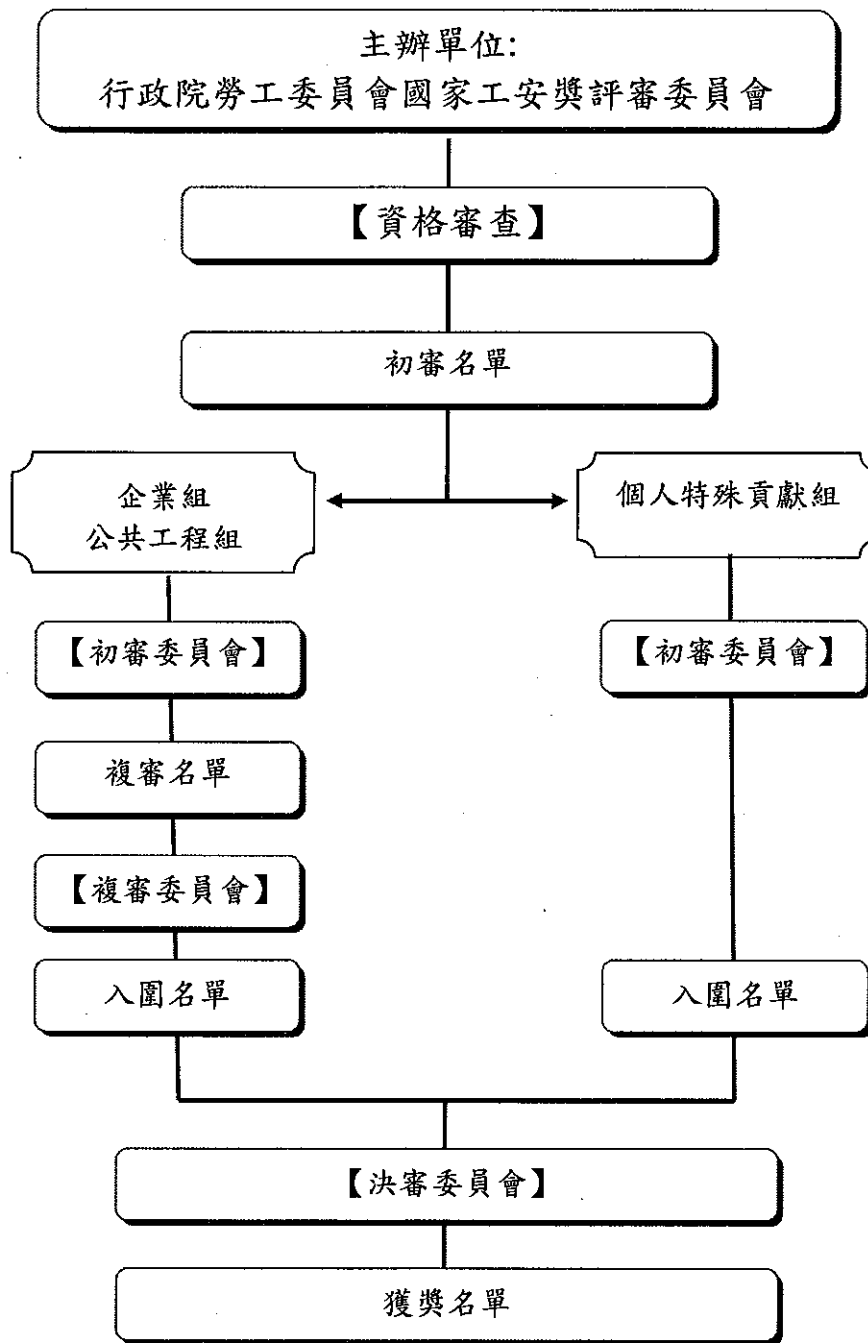 主辦單位:
行政院勞工委員會國家工安獎評審委員會
【資格審查】
初審名單
企業組
公共工程組
個人特殊貢獻組
【初審委員會】
【初審委員會】
複審名單
【複審委員會】
入圍名單
入圍名單
【決審委員會】
獲獎名單